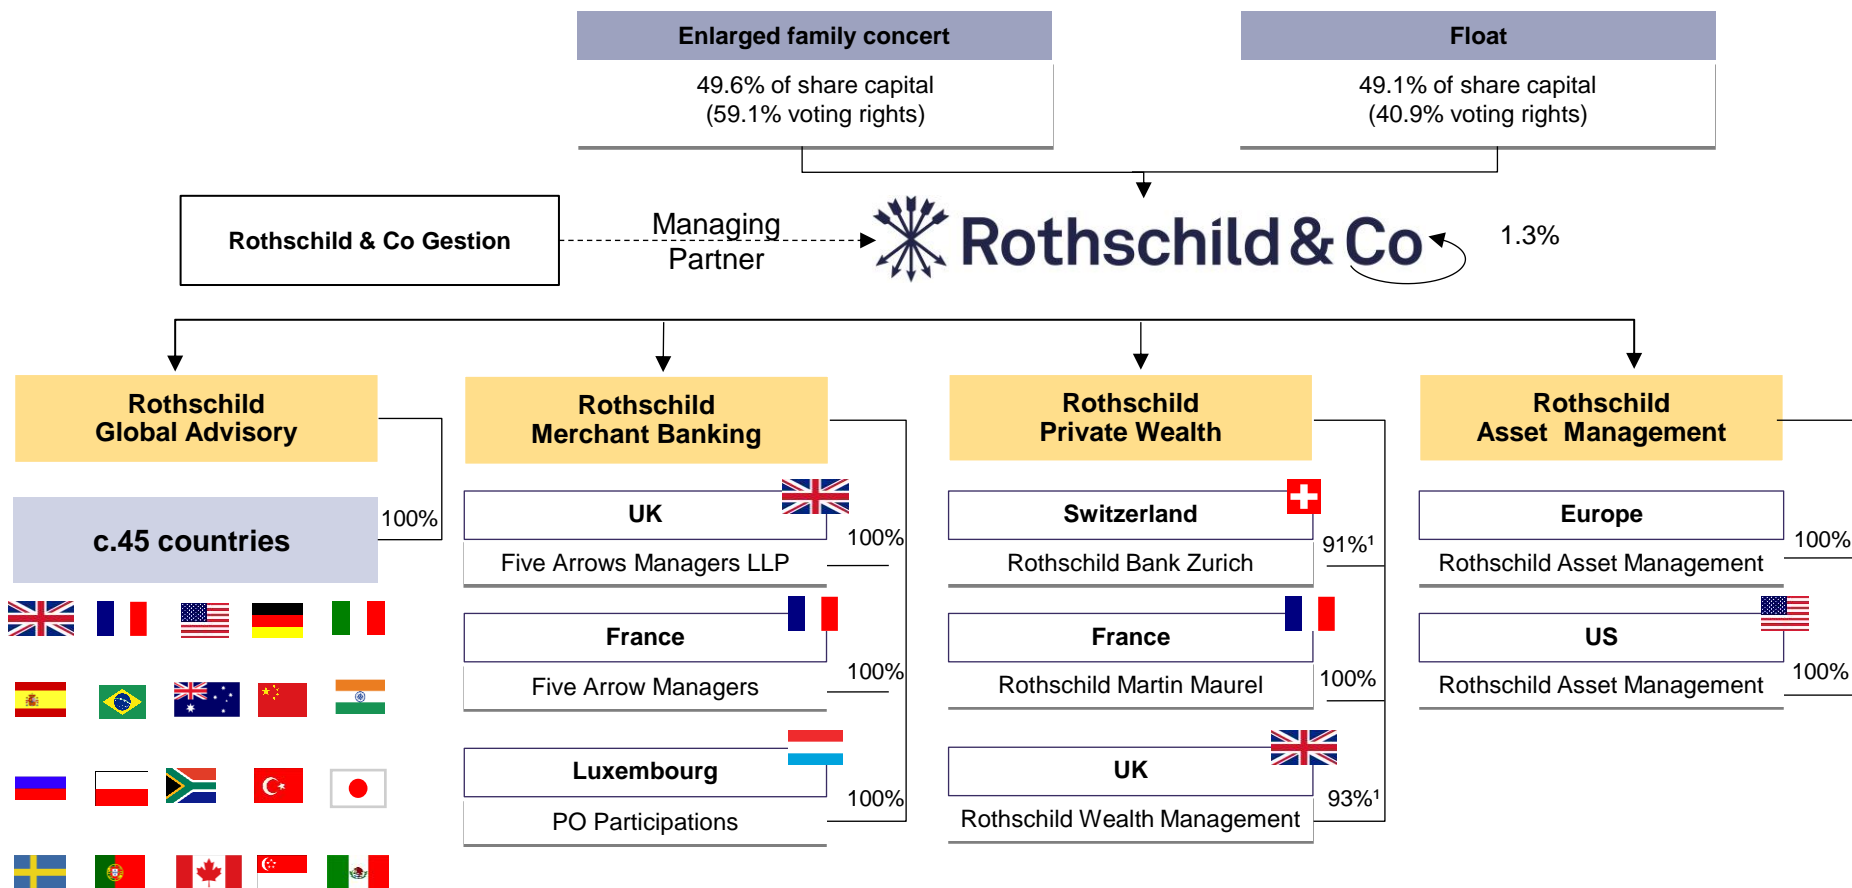 Enlarged family concert
49.6% of share capital
(59.1% voting rights)
Float
49.1% of share capital
(40.9% voting rights)
Rothschild & Co Gestion
Managing
Partner
Rothschild & Co
1.3%
Rothschild
Global Advisory
100%
c.45 countries
Rothschild
Merchant Banking
UK
100%
Five Arrows Managers LLP
France
100%
Five Arrow Managers
Luxembourg
100%
PO Participations
Rothschild
Private Wealth
Switzerland
91%¹
Rothschild Bank Zurich
France
100%
Rothschild Martin Maurel
UK
93%¹
Rothschild Wealth Management
Rothschild
Asset Management
Europe
100%
Rothschild Asset Management
US
100%
Rothschild Asset Management